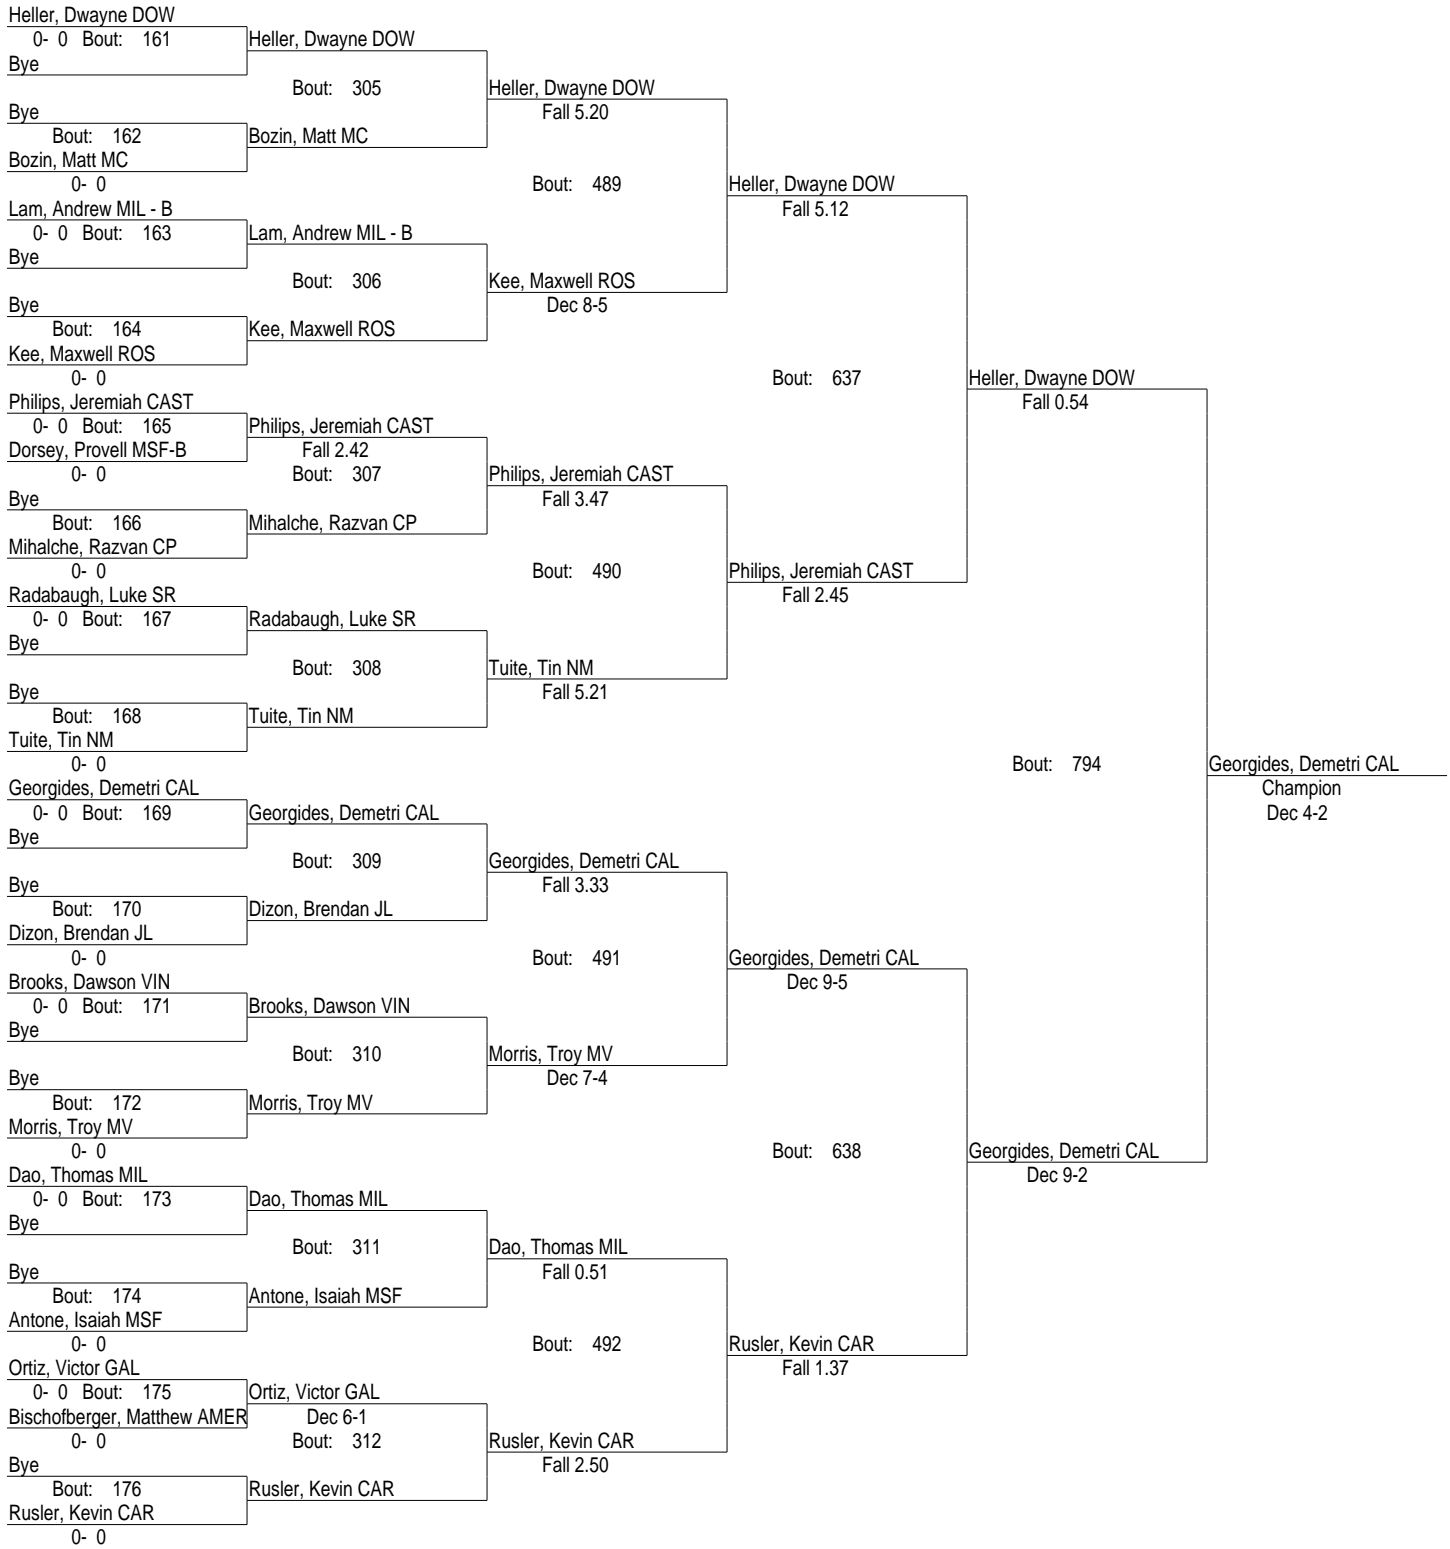 Heller, Dwayne DOW
0- 0 Bout: 161
Heller, Dwayne DOW
Bye
Bout: 305
Heller, Dwayne DOW
Bye
Fall 5.20
Bout: 162
Bozin, Matt MC
Bozin, Matt MC
0- 0
Bout: 489
Heller, Dwayne DOW
Lam, Andrew MIL - B
Fall 5.12
0- 0 Bout: 163
Lam, Andrew MIL - B
Bye
Bout: 306
Kee, Maxwell ROS
Bye
Dec 8-5
Bout: 164
Kee, Maxwell ROS
Kee, Maxwell ROS
0- 0
Bout: 637
Heller, Dwayne DOW
Philips, Jeremiah CAST
Fall 0.54
0- 0 Bout: 165
Philips, Jeremiah CAST
Dorsey, Provell MSF-B
Fall 2.42
0- 0
Bout: 307
Philips, Jeremiah CAST
Bye
Fall 3.47
Bout: 166
Mihalche, Razvan CP
Mihalche, Razvan CP
0- 0
Bout: 490
Philips, Jeremiah CAST
Radabaugh, Luke SR
Fall 2.45
0- 0 Bout: 167
Radabaugh, Luke SR
Bye
Bout: 308
Tuite, Tin NM
Bye
Fall 5.21
Bout: 168
Tuite, Tin NM
Tuite, Tin NM
0- 0
Bout: 794
Georgides, Demetri CAL
Georgides, Demetri CAL
Champion
0- 0 Bout: 169
Georgides, Demetri CAL
Dec 4-2
Bye
Bout: 309
Georgides, Demetri CAL
Bye
Fall 3.33
Bout: 170
Dizon, Brendan JL
Dizon, Brendan JL
0- 0
Bout: 491
Georgides, Demetri CAL
Brooks, Dawson VIN
Dec 9-5
0- 0 Bout: 171
Brooks, Dawson VIN
Bye
Bout: 310
Morris, Troy MV
Bye
Dec 7-4
Bout: 172
Morris, Troy MV
Morris, Troy MV
0- 0
Bout: 638
Georgides, Demetri CAL
Dao, Thomas MIL
Dec 9-2
0- 0 Bout: 173
Dao, Thomas MIL
Bye
Bout: 311
Dao, Thomas MIL
Bye
Fall 0.51
Bout: 174
Antone, Isaiah MSF
Antone, Isaiah MSF
0- 0
Bout: 492
Rusler, Kevin CAR
Ortiz, Victor GAL
Fall 1.37
0- 0 Bout: 175
Ortiz, Victor GAL
Bischofberger, Matthew AMER
Dec 6-1
0- 0
Bout: 312
Rusler, Kevin CAR
Bye
Fall 2.50
Bout: 176
Rusler, Kevin CAR
Rusler, Kevin CAR
0- 0